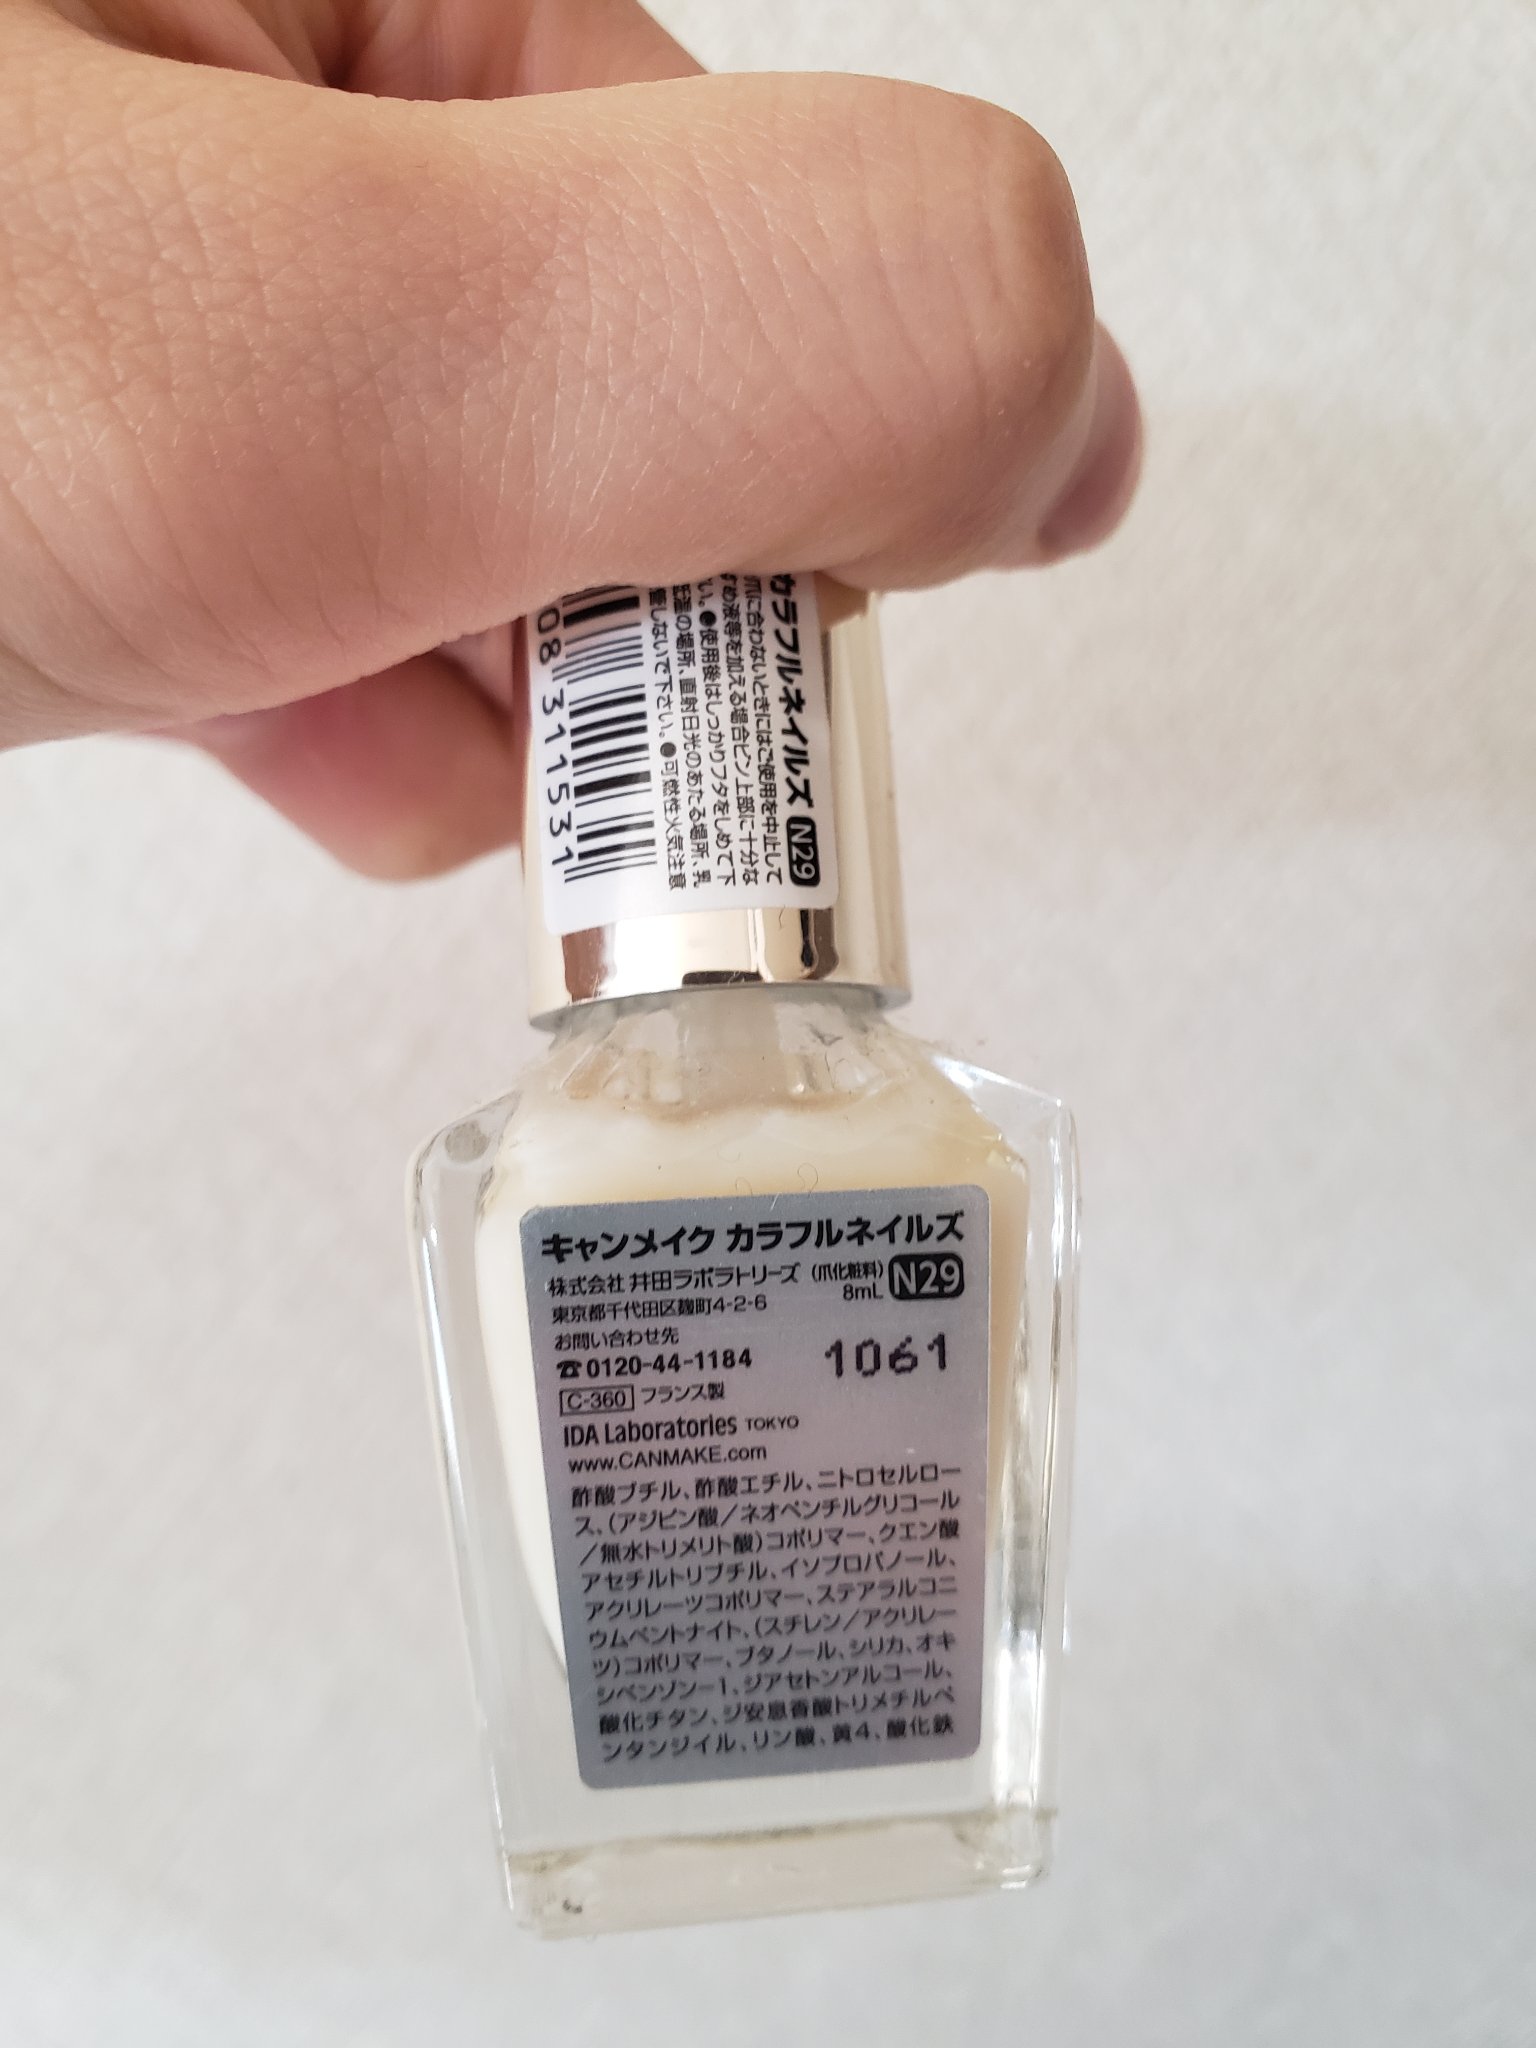 カラフルネイルズ N29
爪に合わないときにはご使用を中止して
すめ液等を加える場合ビン上部に十分な
い。●使用後はしっかりフタをしめて下
温の場所、直射日光のあたる場所、乳
しないで下さい。●可燃性火気注意
08311531
キャンメイク カラフルネイルズ
株式会社 井田ラボラトリーズ (爪化粧料) N29
東京都千代田区麹町4-2-6 8mL
お問い合わせ先
☎0120-44-1184 1061
C-360 フランス製
IDA Laboratories TOKYO
www.CANMAKE.com
酢酸ブチル、酢酸エチル、ニトロセルロー
ス、(アジピン酸/ネオペンチルグリコール
/無水トリメリト酸)コポリマー、クエン酸
アセチルトリブチル、イソプロパノール、
アクリレーツコポリマー、ステアラルコニ
ウムベントナイト、(スチレン/アクリレー
ツ)コポリマー、ブタノール、シリカ、オキ
シベンゾン-1、ジアセトンアルコール、
酸化チタン、ジ安息香酸トリメチルペ
ンタンジイル、リン酸、黄4、酸化鉄